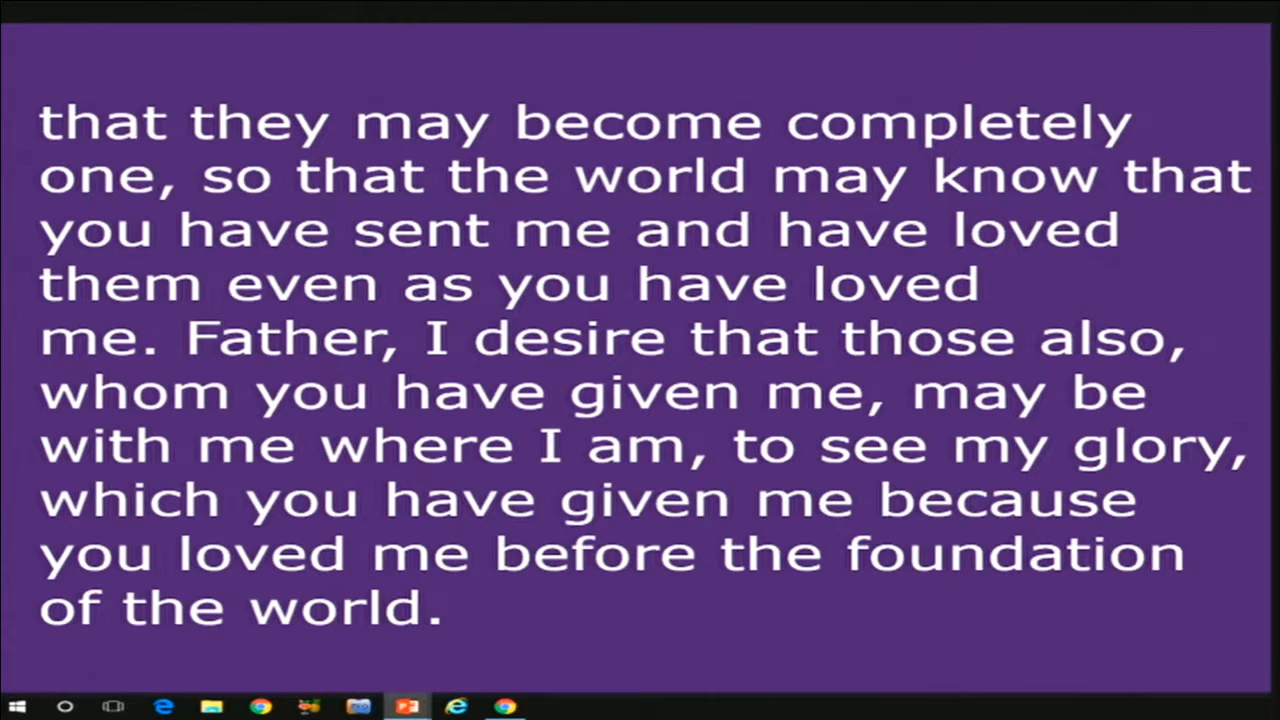 that they may become completely
one, so that the world may know that
you have sent me and have loved
them even as you have loved
me. Father, I desire that those also,
whom you have given me, may be
with me where I am, to see my glory,
which you have given me because
you loved me before the foundation
of the world.